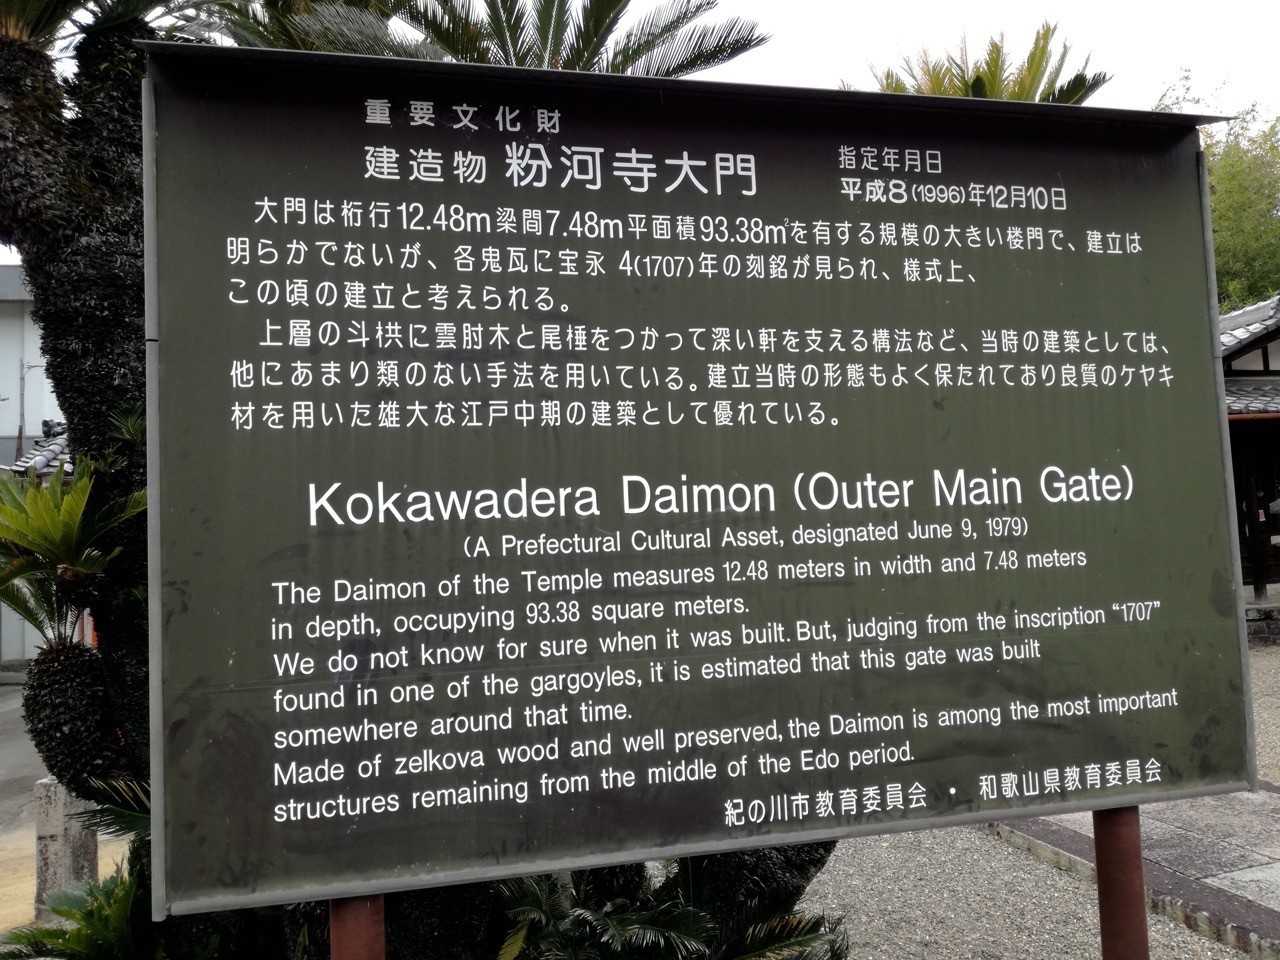 重要文化財
建造物 粉河寺大門
指定年月日
平成8(1996)年12月10日
大門は桁行12.48m梁間7.48m平面積93.38m²を有する規模の大きい楼門で、建立は
明らかでないが、各鬼瓦に宝永 4(1707)年の刻銘が見られ、様式上、
この頃の建立と考えられる。
上層の斗拱に雲肘木と尾棰をつかって深い軒を支える構法など、当時の建築としては、
他にあまり類のない手法を用いている。建立当時の形態もよく保たれており良質のケヤキ
材を用いた雄大な江戸中期の建築として優れている。
Kokawadera Daimon (Outer Main Gate)
(A Prefectural Cultural Asset, designated June 9, 1979)
The Daimon of the Temple measures 12.48 meters in width and 7.48 meters
in depth, occupying 93.38 square meters.
We do not know for sure when it was built. But, judging from the inscription "1707"
found in one of the gargoyles, it is estimated that this gate was built
somewhere around that time.
Made of zelkova wood and well preserved, the Daimon is among the most important
structures remaining from the middle of the Edo period.
紀の川市教育委員会 ・ 和歌山県教育委員会